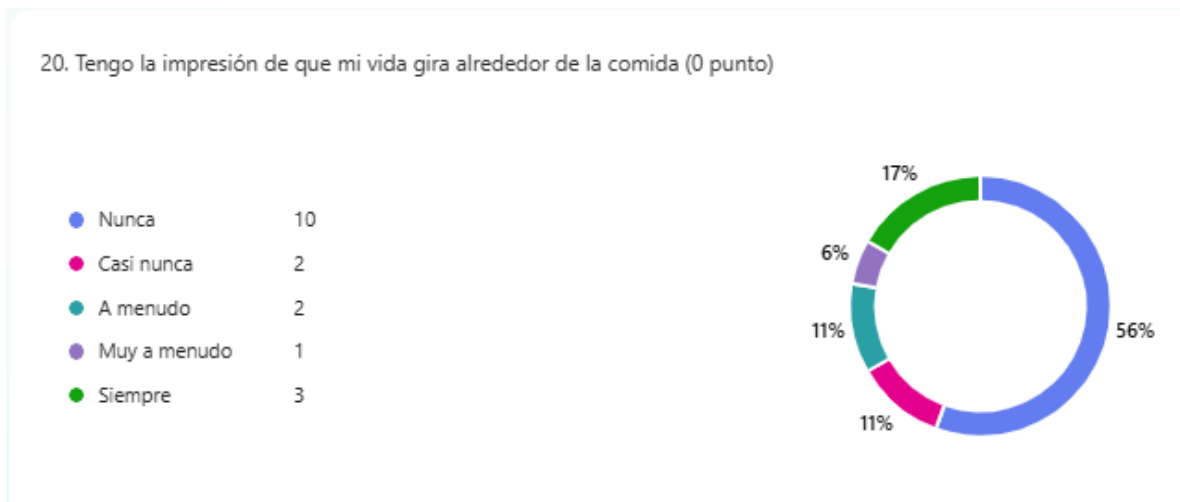 20. Tengo la impresión de que mi vida gira alrededor de la comida (0 punto)
Nunca 10
Casi nunca 2
A menudo 2
Muy a menudo 1
Siempre 3
17%
6%
11%
56%
11%